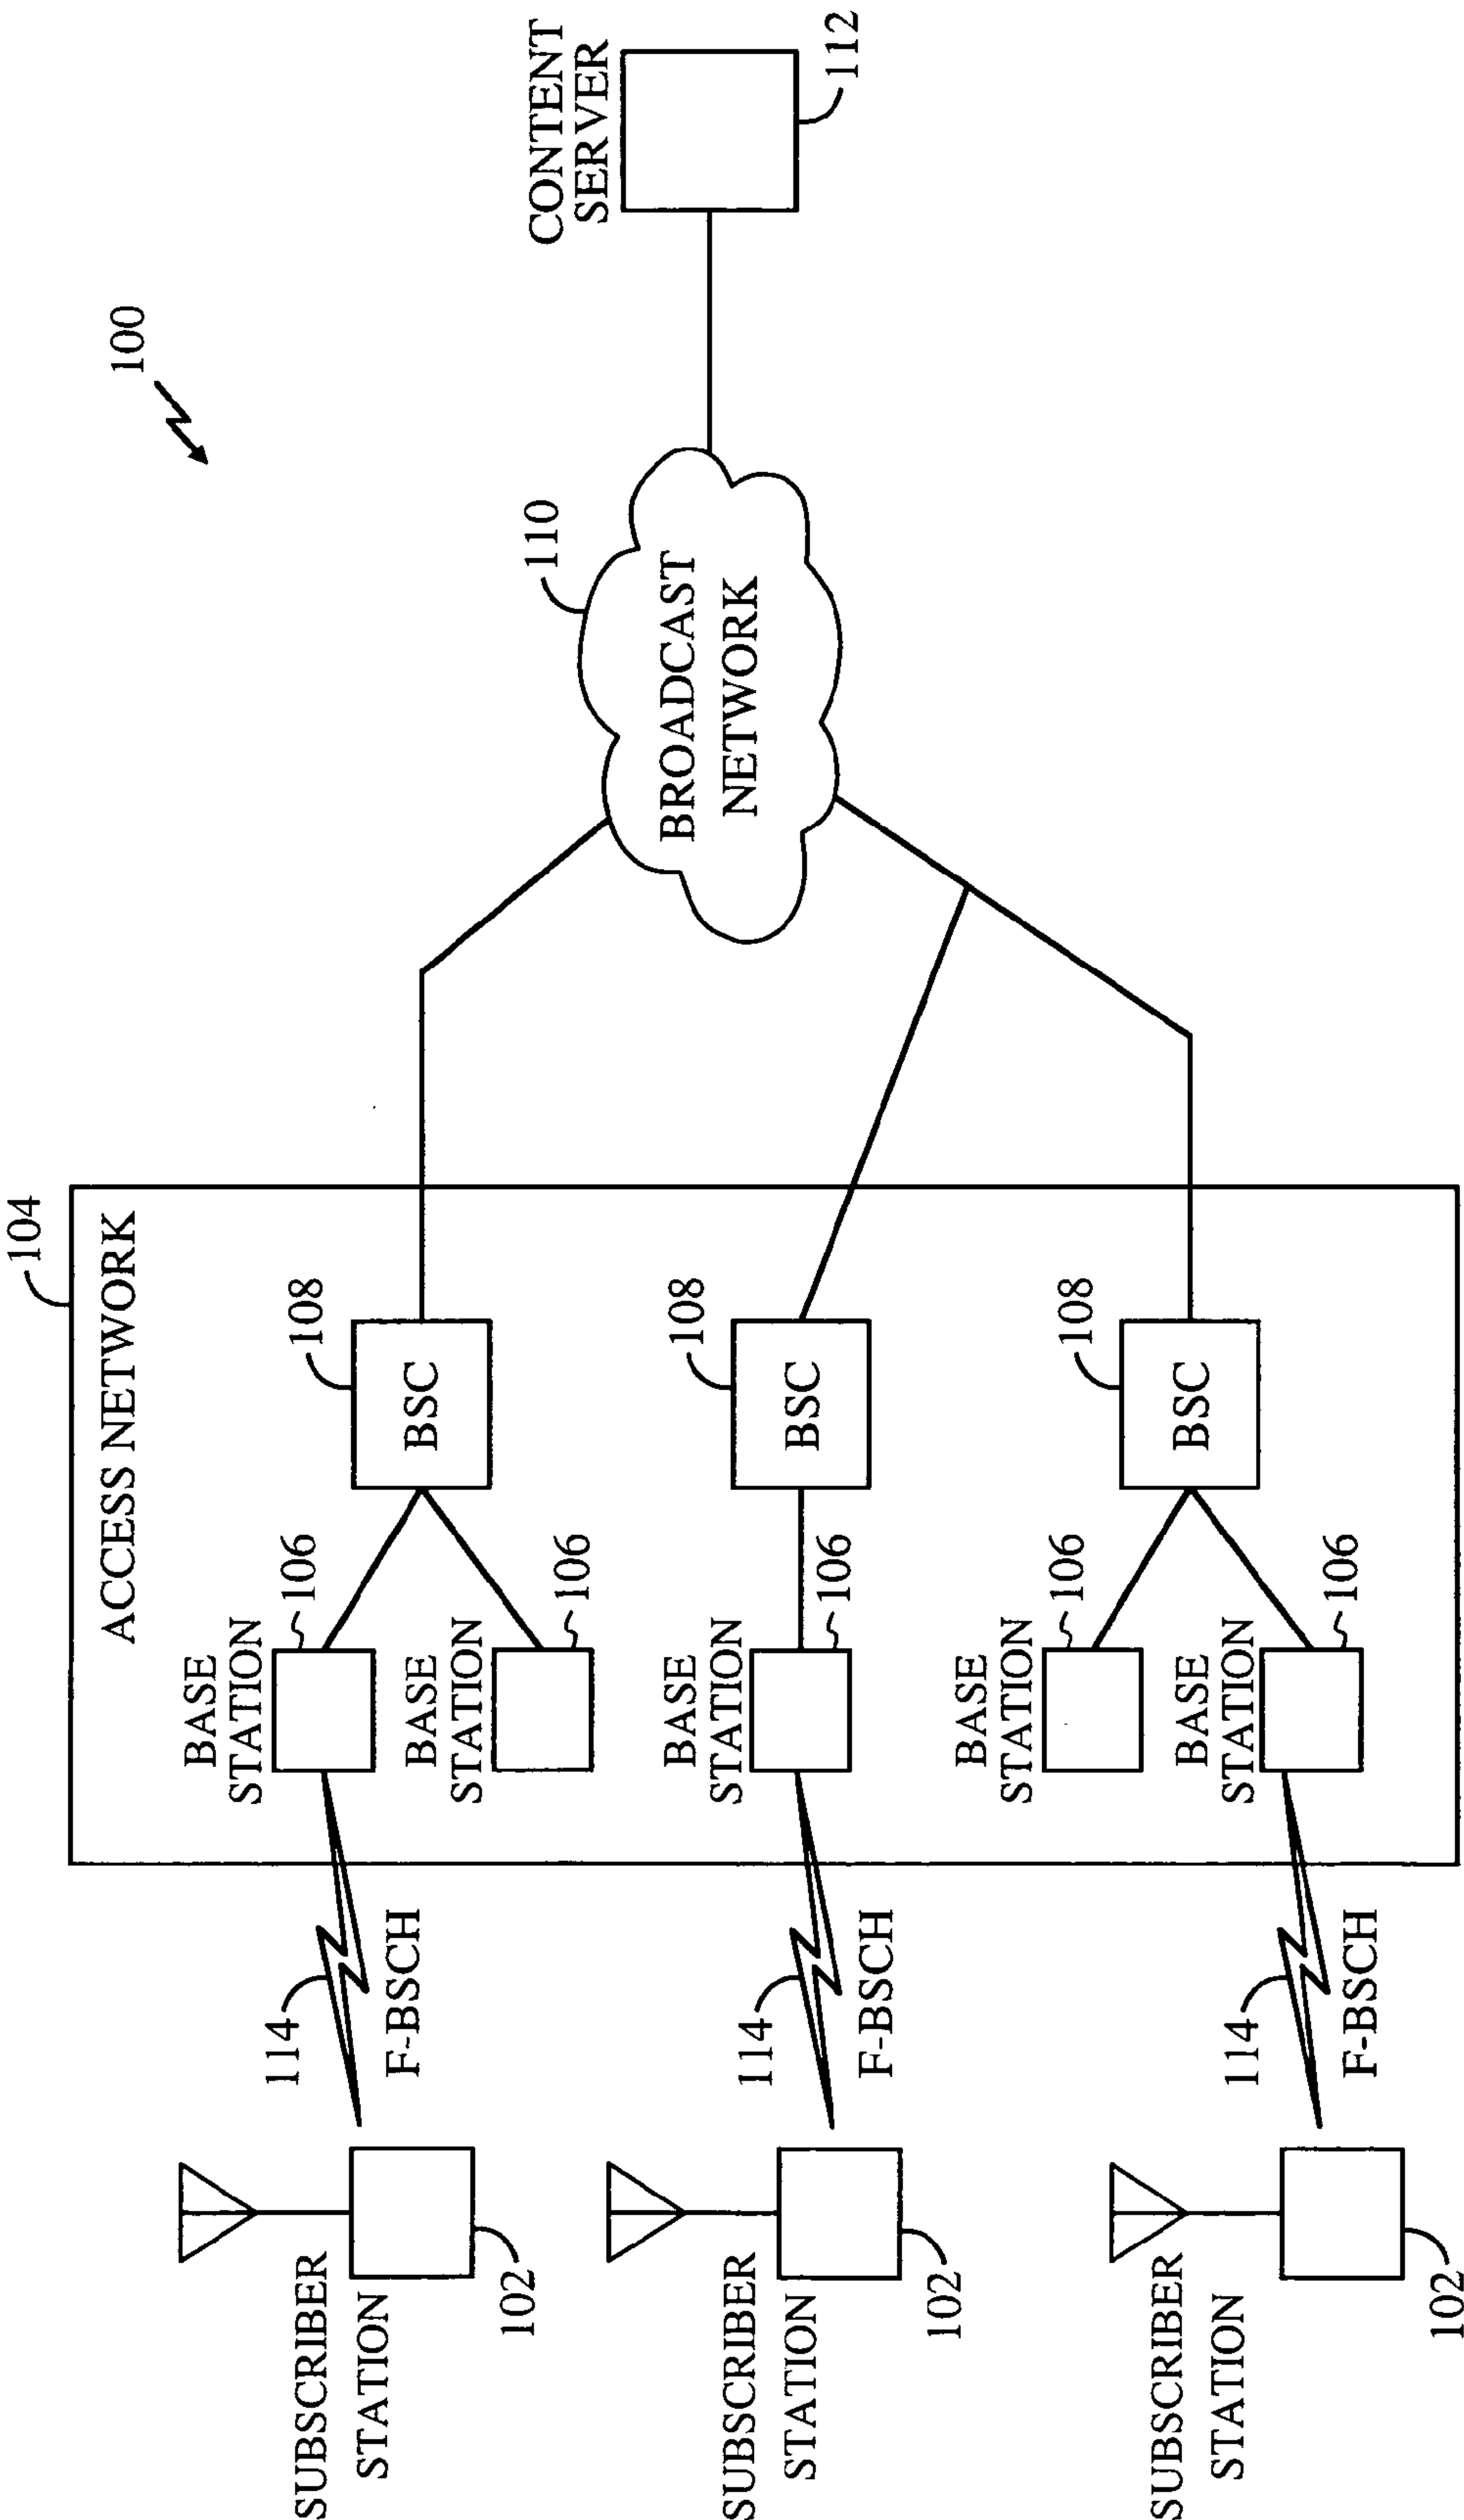 100
104
ACCESS NETWORK
SUBSCRIBER
STATION
102
114
F-BSCH
BASE
STATION
106
BASE
STATION
106
108
BSC
SUBSCRIBER
STATION
102
114
F-BSCH
BASE
STATION
106
108
BSC
SUBSCRIBER
STATION
102
114
F-BSCH
BASE
STATION
106
BASE
STATION
106
108
BSC
110
BROADCAST
NETWORK
CONTENT
SERVER
112